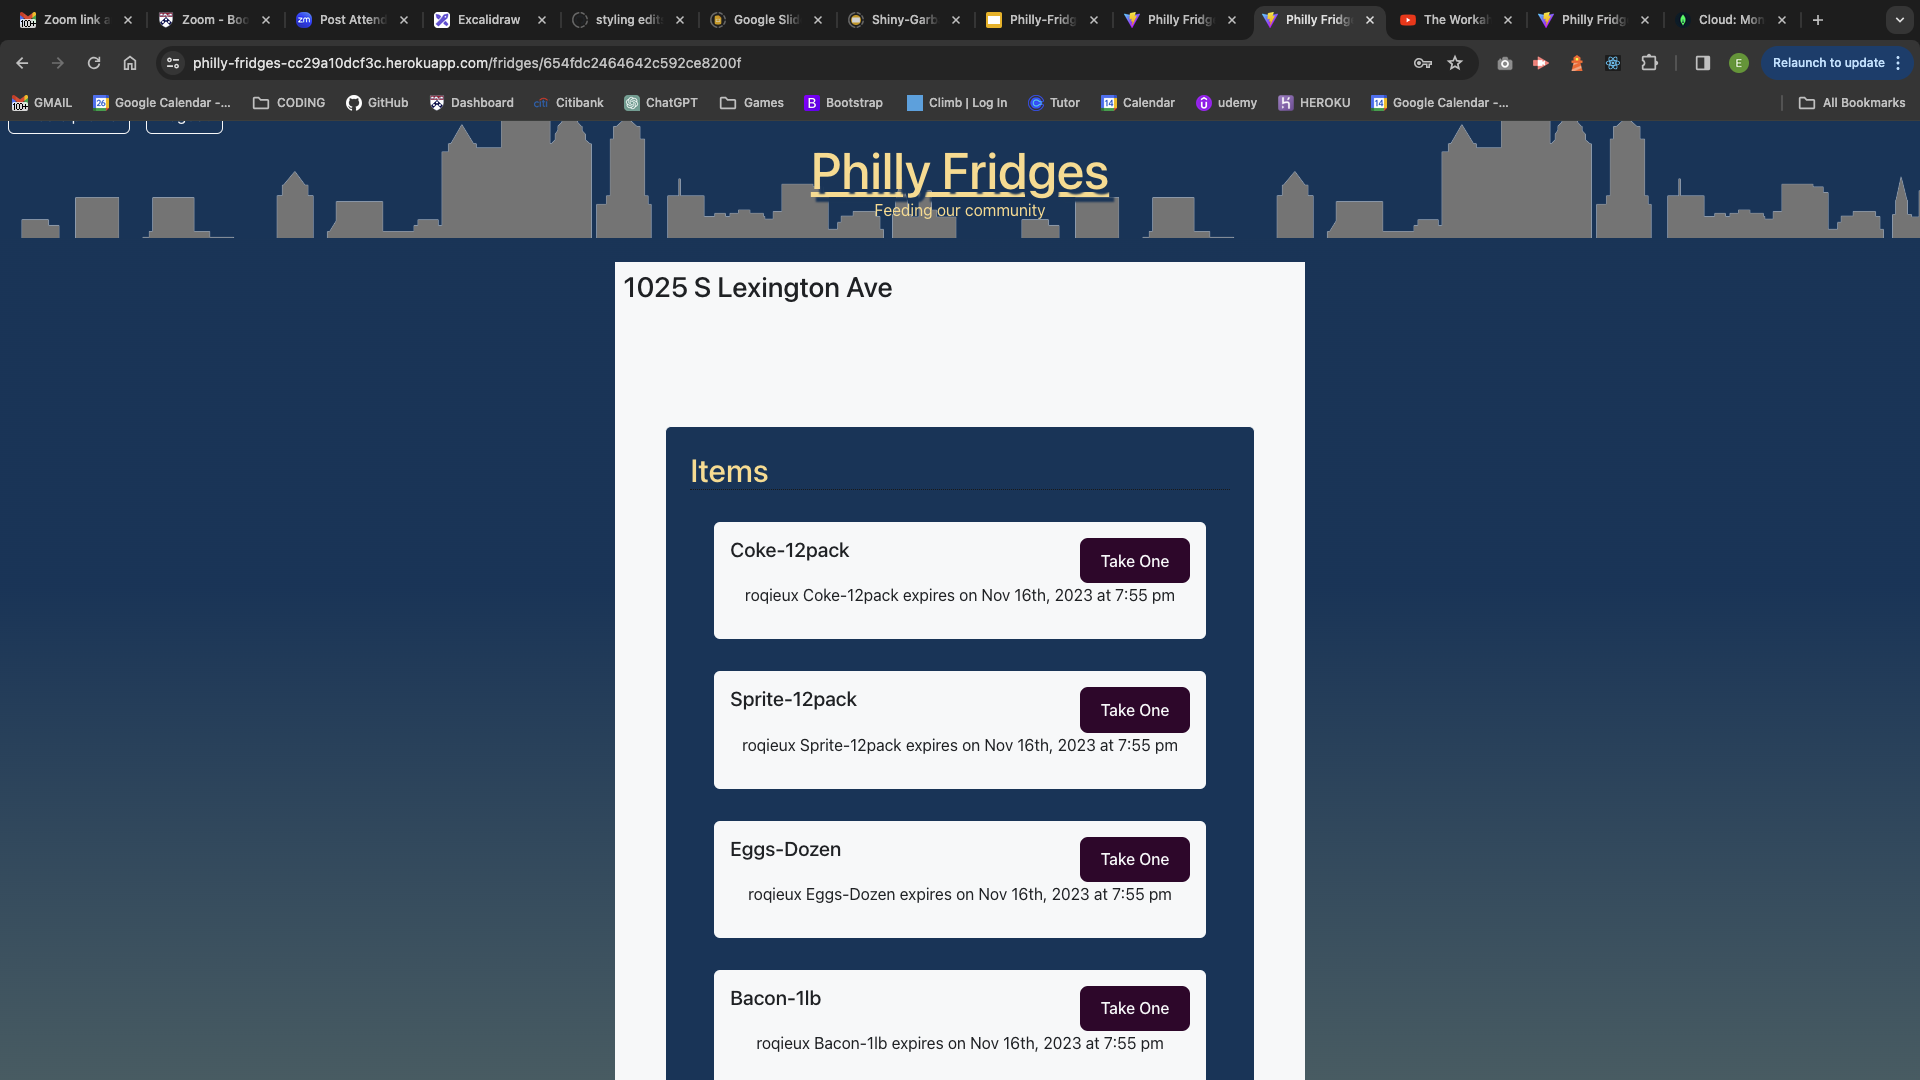 Zoom link a
Zoom - Boo
Post Attend
Excalidraw
styling edit
Google Slid
Shiny-Garb
Philly-Fridg
Philly Fridg
Philly Fridg
The Worka
Philly Fridg
Cloud: Mon
philly-fridges-cc29a10dcf3c.herokuapp.com/fridges/654fdc2464642c592ce8200f
E
Relaunch to update
GMAIL
Google Calendar -...
CODING
GitHub
Dashboard
Citibank
ChatGPT
Games
Bootstrap
Climb | Log In
Tutor
Calendar
udemy
HEROKU
Google Calendar -...
All Bookmarks
Philly Fridges
Feeding our community
1025 S Lexington Ave
Items
Coke-12pack
Take One
roqieux Coke-12pack expires on Nov 16th, 2023 at 7:55 pm
Sprite-12pack
Take One
roqieux Sprite-12pack expires on Nov 16th, 2023 at 7:55 pm
Eggs-Dozen
Take One
roqieux Eggs-Dozen expires on Nov 16th, 2023 at 7:55 pm
Bacon-1lb
Take One
roqieux Bacon-1lb expires on Nov 16th, 2023 at 7:55 pm